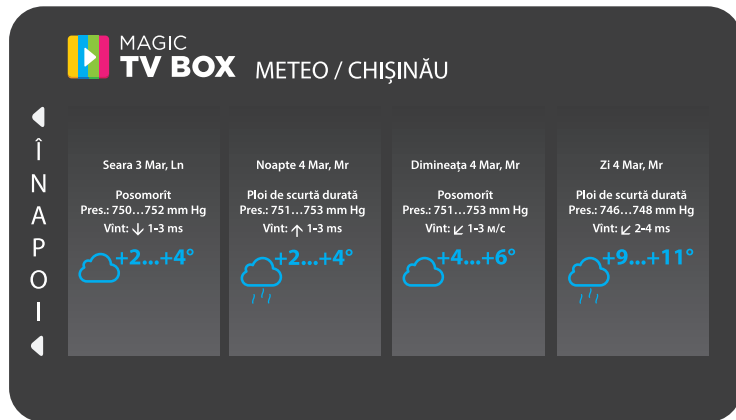 MAGIC
TV BOX
METEO / CHIȘINĂU
ÎNAPOI
Seara 3 Mar, Ln
Posomorît
Pres.: 750...752 mm Hg
Vînt: ↓ 1-3 ms
+2...+4°
Noapte 4 Mar, Mr
Ploi de scurtă durată
Pres.: 751...753 mm Hg
Vînt: ↑ 1-3 ms
+2...+4°
Dimineața 4 Mar, Mr
Posomorît
Pres.: 751...753 mm Hg
Vint: ↙ 1-3 м/с
+4...+6°
Zi 4 Mar, Mr
Ploi de scurtă durată
Pres.: 746...748 mm Hg
Vint: ↙ 2-4 ms
+9...+11°